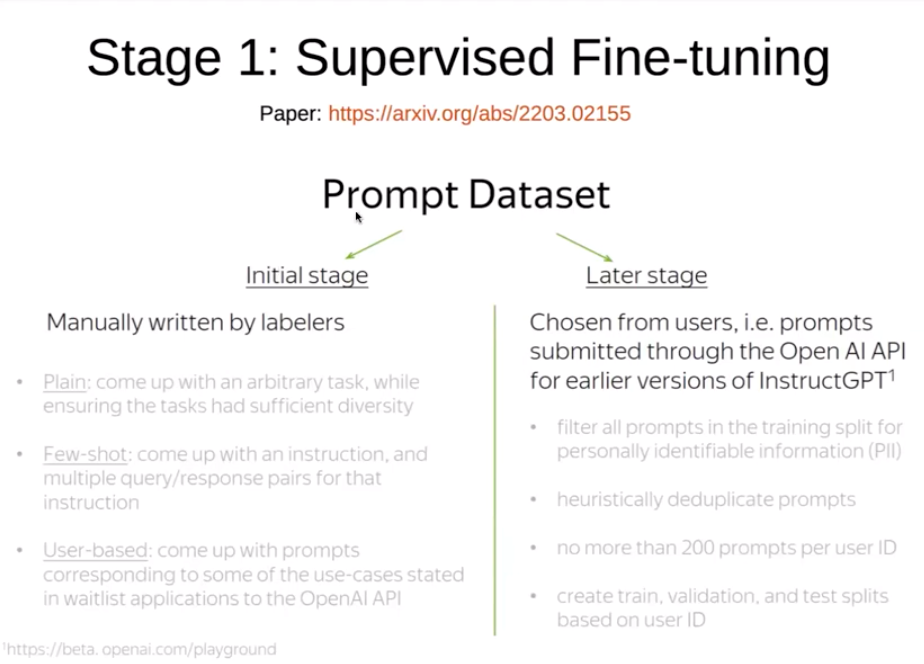 Stage 1: Supervised Fine-tuning
Paper: https://arxiv.org/abs/2203.02155
Prompt Dataset
Initial stage
Manually written by labelers
• Plain: come up with an arbitrary task, while
ensuring the tasks had sufficient diversity
• Few-shot: come up with an instruction, and
multiple query/response pairs for that
instruction
• User-based: come up with prompts
corresponding to some of the use-cases stated
in waitlist applications to the OpenAI API
Later stage
Chosen from users, i.e. prompts
submitted through the Open AI API
for earlier versions of InstructGPT¹
• filter all prompts in the training split for
personally identifiable information (PII)
• heuristically deduplicate prompts
• no more than 200 prompts per user ID
• create train, validation, and test splits
based on user ID
¹https://beta. openai.com/playground